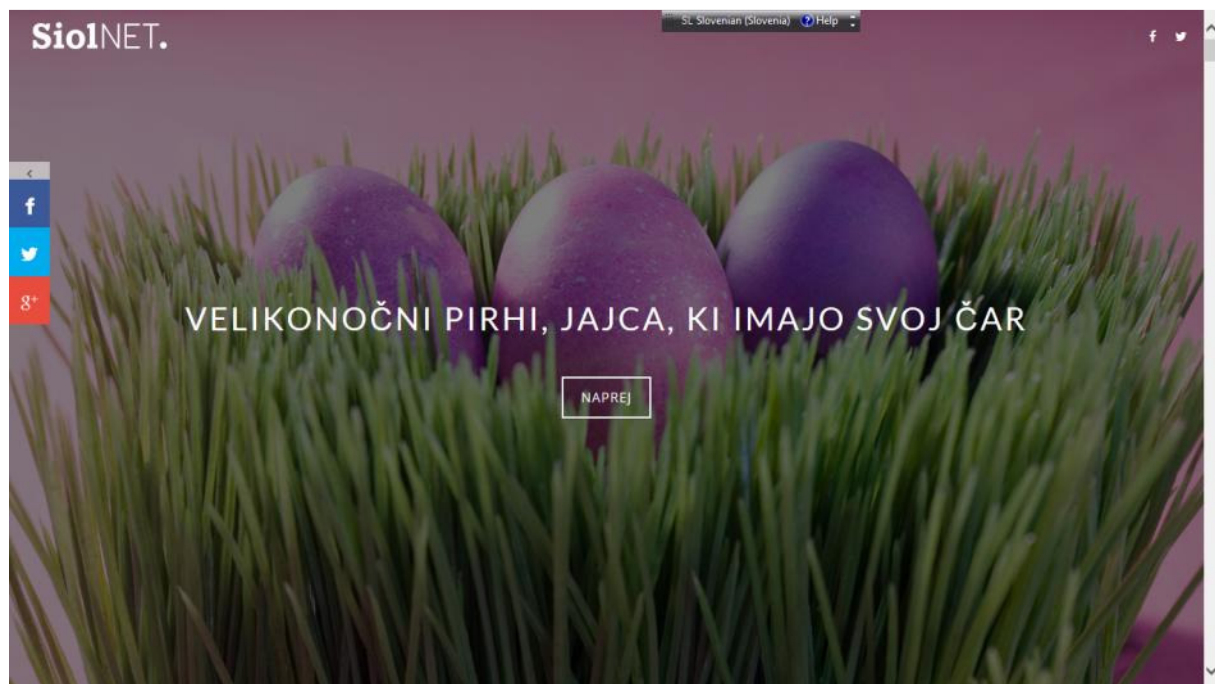 SiolNET.
SL Slovenian (Slovenia) Help
f
g+
VELIKONOČNI PIRHI, JAJCA, KI IMAJO SVOJ ČAR
NAPREJ